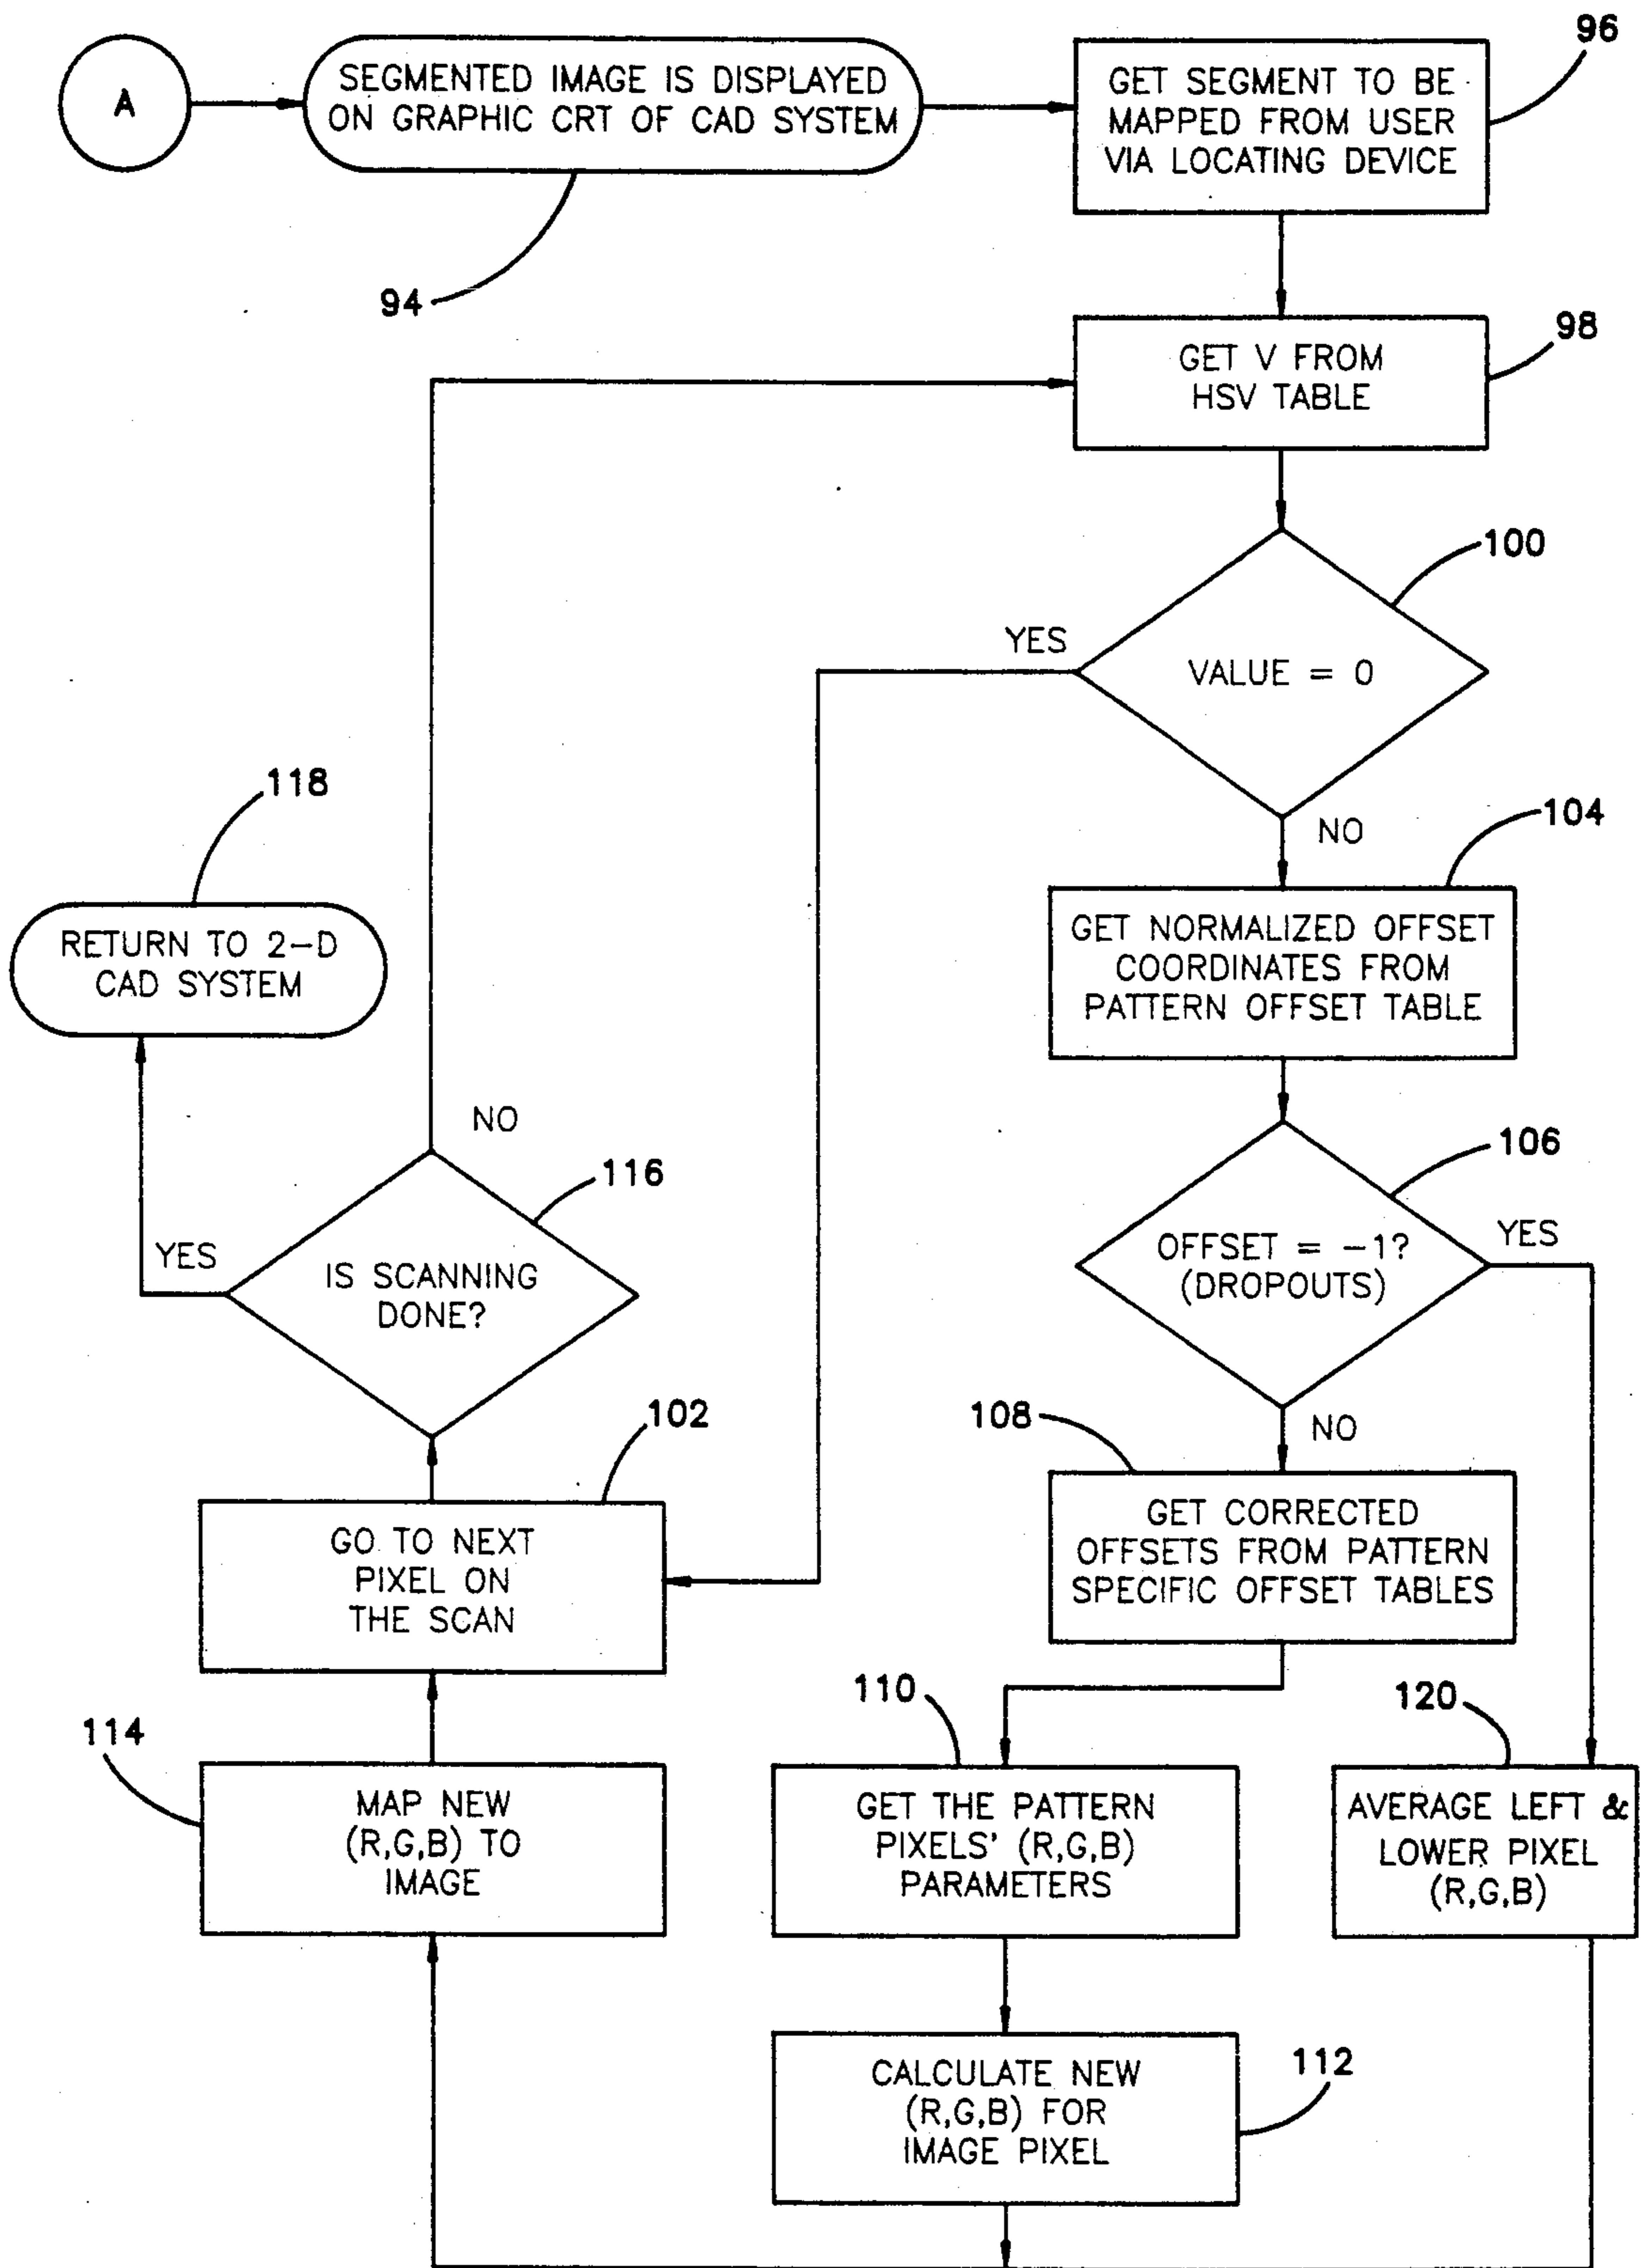 A
SEGMENTED IMAGE IS DISPLAYED
ON GRAPHIC CRT OF CAD SYSTEM
94
GET SEGMENT TO BE
MAPPED FROM USER
VIA LOCATING DEVICE
96
GET V FROM
HSV TABLE
98
VALUE = 0
100
YES
NO
GET NORMALIZED OFFSET
COORDINATES FROM
PATTERN OFFSET TABLE
104
OFFSET = -1?
(DROPOUTS)
106
YES
NO
GET CORRECTED
OFFSETS FROM PATTERN
SPECIFIC OFFSET TABLES
108
GET THE PATTERN
PIXELS' (R,G,B)
PARAMETERS
110
AVERAGE LEFT &
LOWER PIXEL
(R,G,B)
120
CALCULATE NEW
(R,G,B) FOR
IMAGE PIXEL
112
MAP NEW
(R,G,B) TO
IMAGE
114
GO TO NEXT
PIXEL ON
THE SCAN
102
IS SCANNING
DONE?
116
NO
YES
RETURN TO 2-D
CAD SYSTEM
118